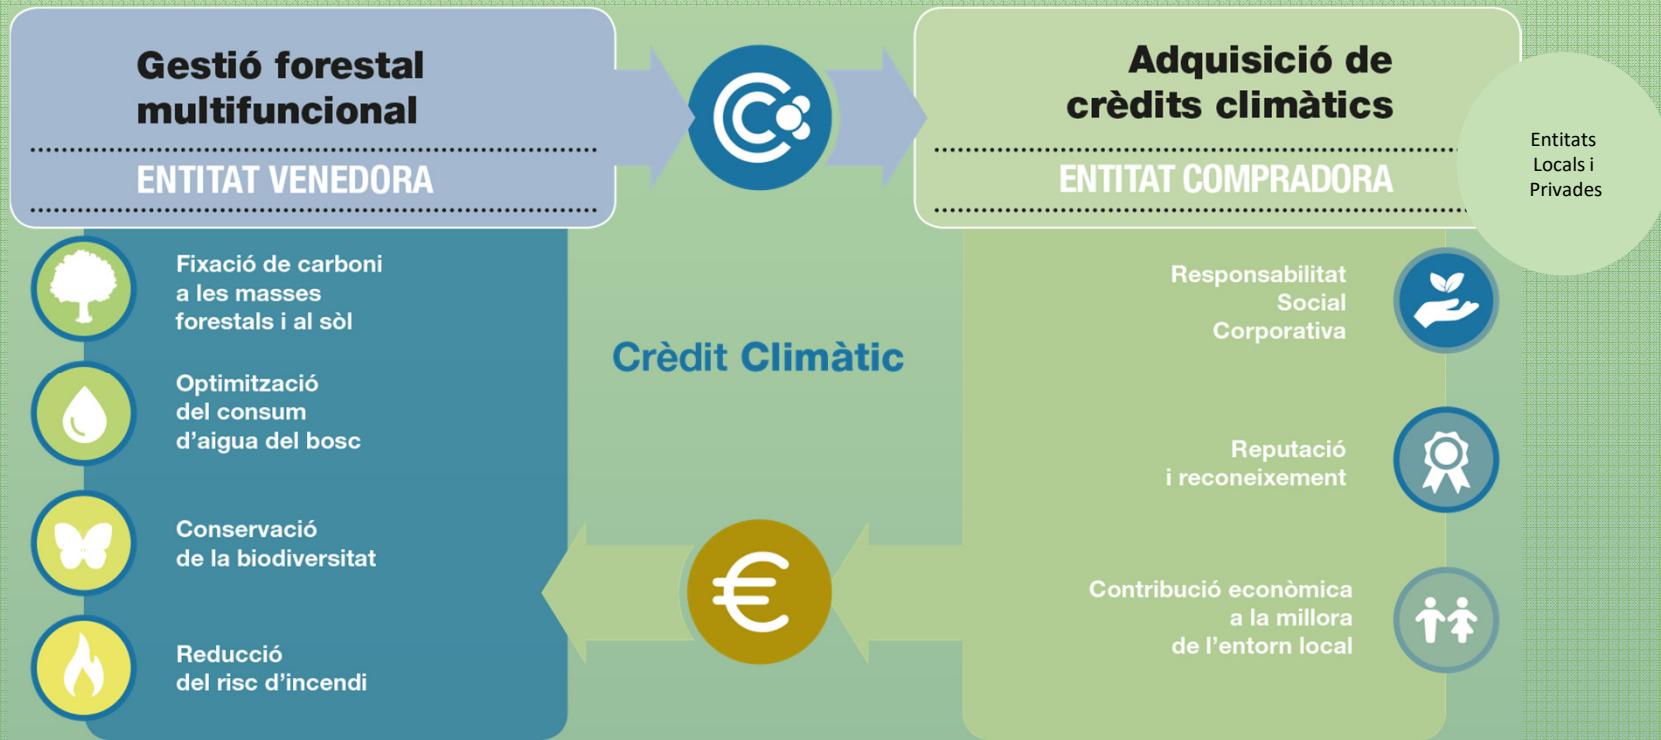 Gestió forestal
multifuncional
ENTITAT VENEDORA
Fixació de carboni
a les masses
forestals i al sòl
Optimització
del consum
d'aigua del bosc
Conservació
de la biodiversitat
Reducció
del risc d'incendi
Crèdit Climàtic
€
Adquisició de
crèdits climàtics
ENTITAT COMPRADORA
Entitats
Locals i
Privades
Responsabilitat
Social
Corporativa
Reputació
i reconeixement
Contribució econòmica
a la millora
de l'entorn local